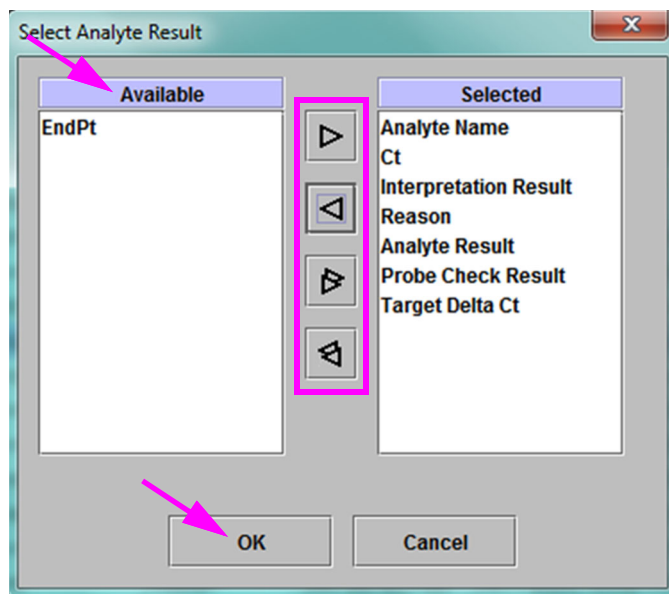 Select Analyte Result
Available
EndPt
Selected
Analyte Name
Ct
Interpretation Result
Reason
Analyte Result
Probe Check Result
Target Delta Ct
OK
Cancel